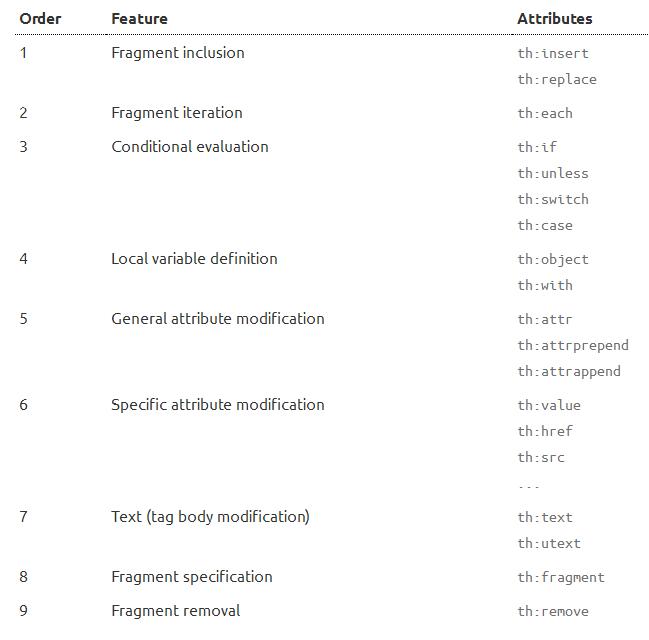 Order Feature Attributes
1 Fragment inclusion th:insert
th:replace
2 Fragment iteration th:each
3 Conditional evaluation th:if
th:unless
th:switch
th:case
4 Local variable definition th:object
th:with
5 General attribute modification th:attr
th:attrprepend
th:attrappend
6 Specific attribute modification th:value
th:href
th:src
...
7 Text (tag body modification) th:text
th:utext
8 Fragment specification th:fragment
9 Fragment removal th:remove